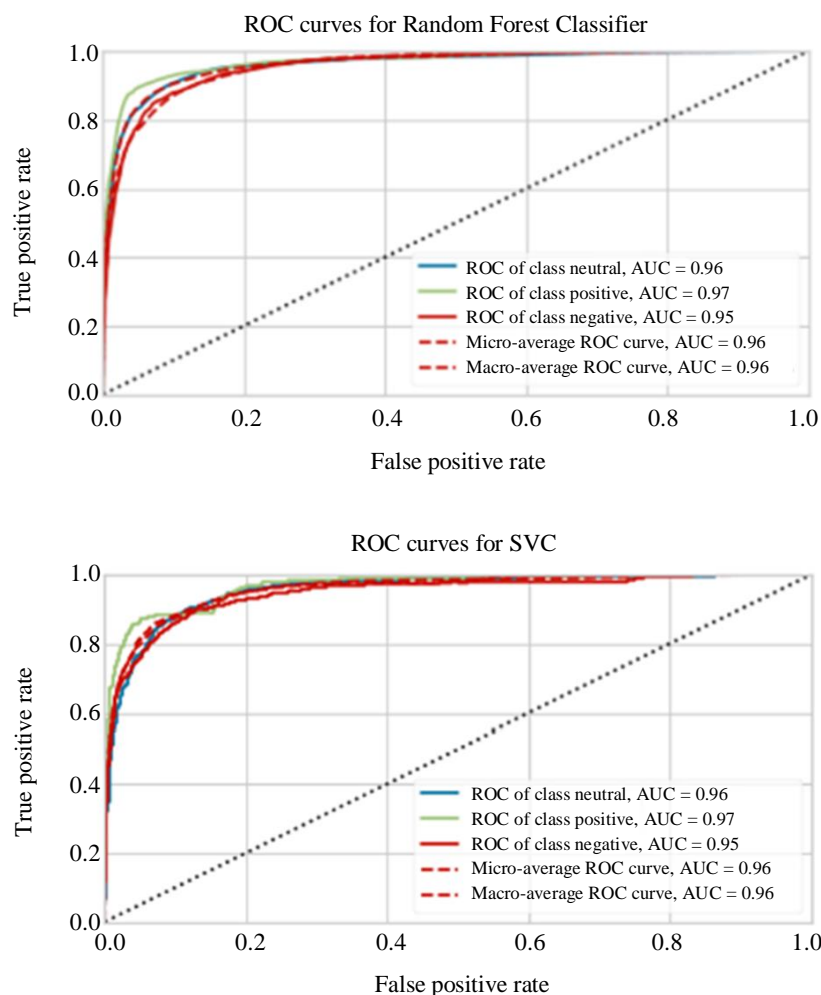 ROC curves for Random Forest Classifier
1.0
0.8
0.6
0.4
0.2
0.0
True positive rate
ROC of class neutral, AUC = 0.96
ROC of class positive, AUC = 0.97
ROC of class negative, AUC = 0.95
Micro-average ROC curve, AUC = 0.96
Macro-average ROC curve, AUC = 0.96
0.0 0.2 0.4 0.6 0.8 1.0
False positive rate
ROC curves for SVC
1.0
0.8
0.6
0.4
0.2
0.0
True positive rate
ROC of class neutral, AUC = 0.96
ROC of class positive, AUC = 0.97
ROC of class negative, AUC = 0.95
Micro-average ROC curve, AUC = 0.96
Macro-average ROC curve, AUC = 0.96
0.0 0.2 0.4 0.6 0.8 1.0
False positive rate